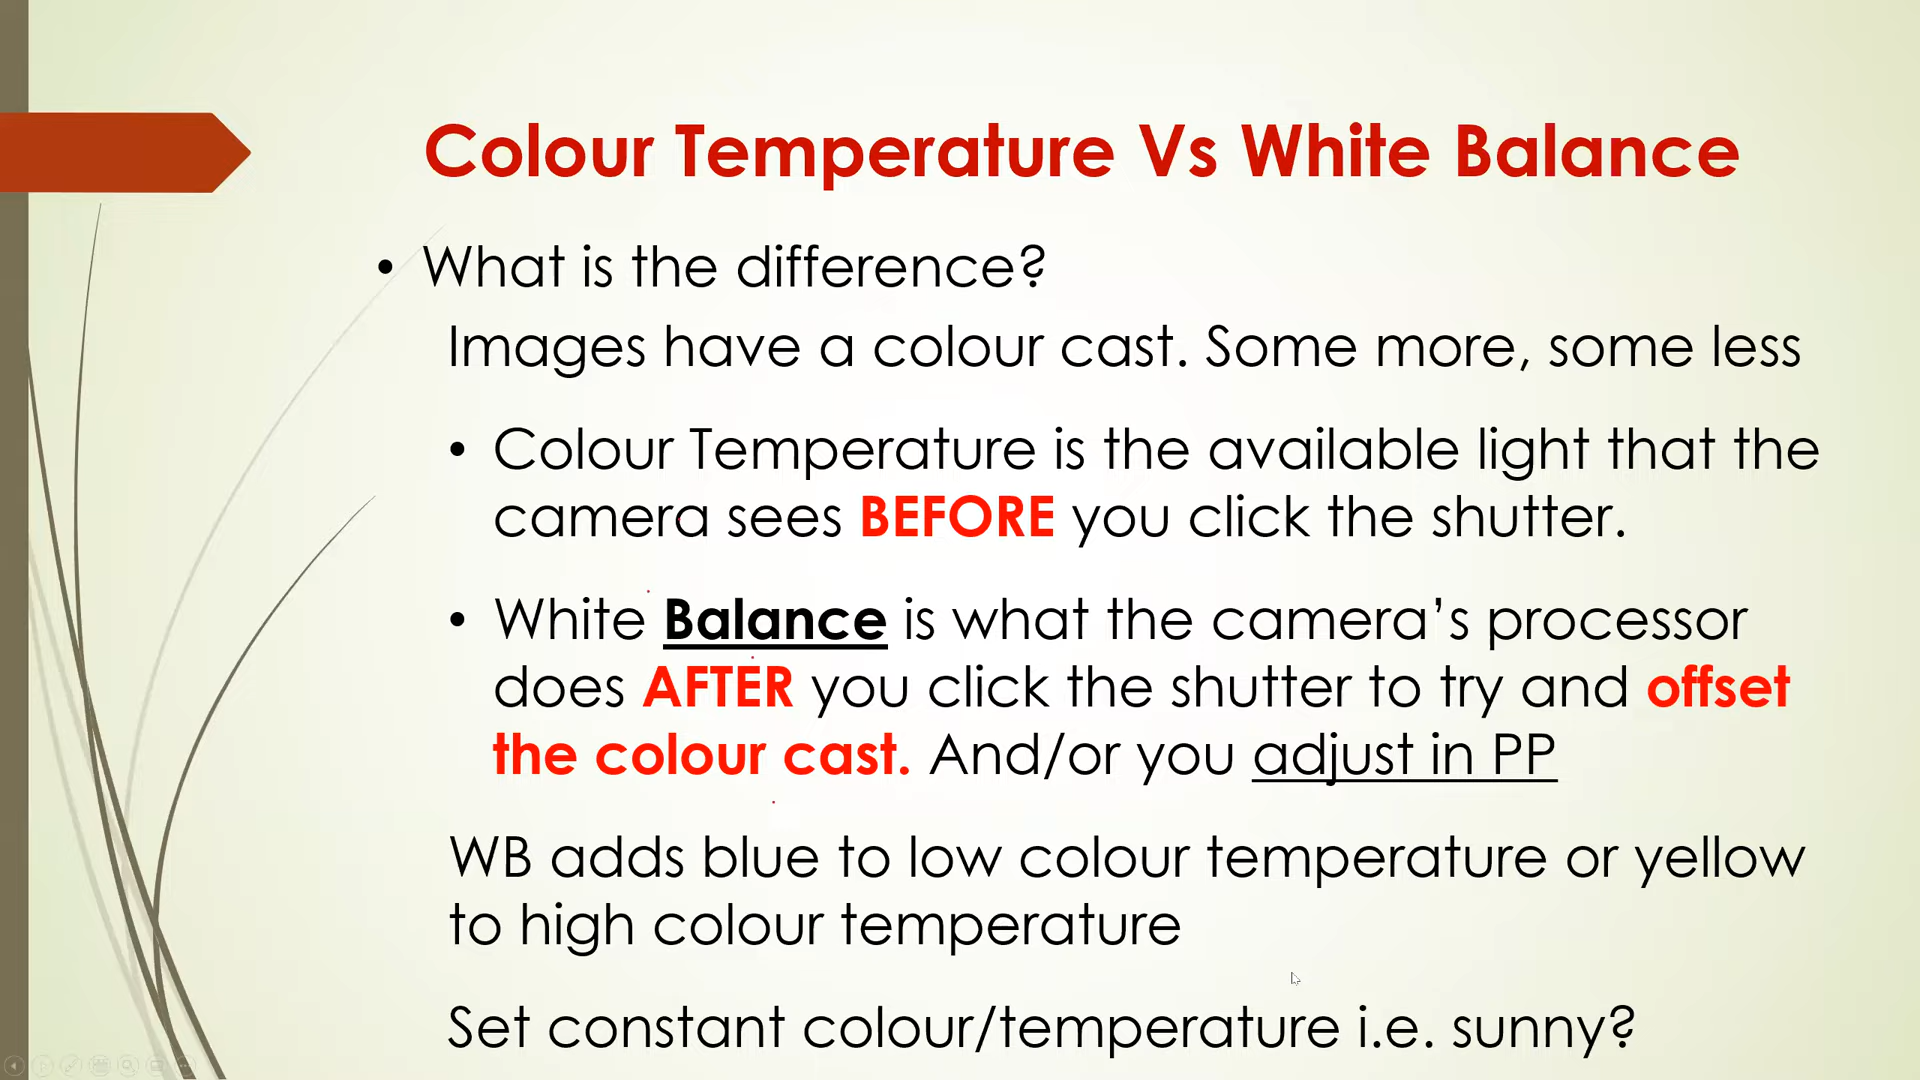 Colour Temperature Vs White Balance
• What is the difference?
Images have a colour cast. Some more, some less
• Colour Temperature is the available light that the
camera sees BEFORE you click the shutter.
• White Balance is what the camera’s processor
does AFTER you click the shutter to try and offset
the colour cast. And/or you adjust in PP
WB adds blue to low colour temperature or yellow
to high colour temperature
Set constant colour/temperature i.e. sunny?